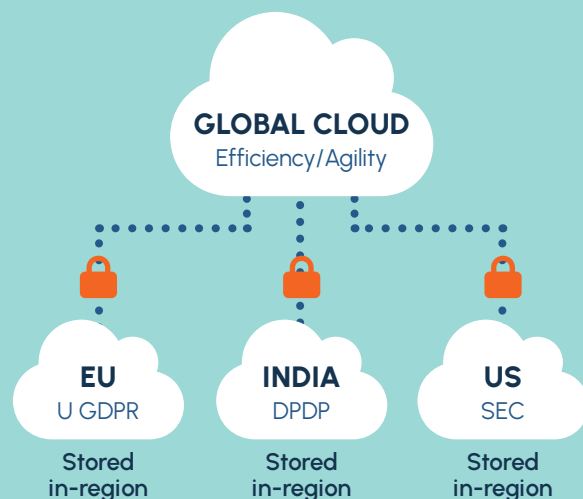 GLOBAL CLOUD
Efficiency/Agility
EU
U GDPR
Stored
in-region
INDIA
DPDP
Stored
in-region
US
SEC
Stored
in-region